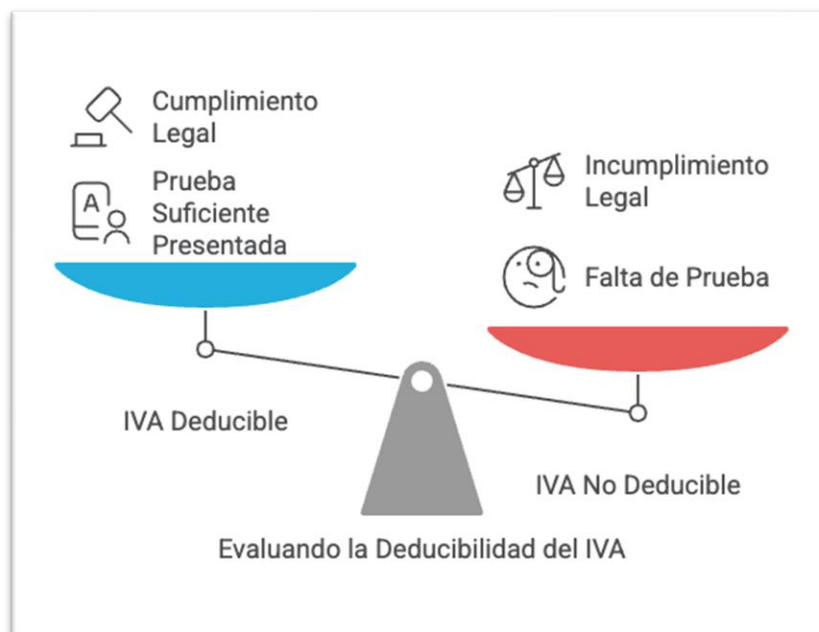 Cumplimiento
Legal
Prueba
Suficiente
Presentada
Incumplimiento
Legal
Falta de Prueba
IVA Deducible
IVA No Deducible
Evaluando la Deducibilidad del IVA
A